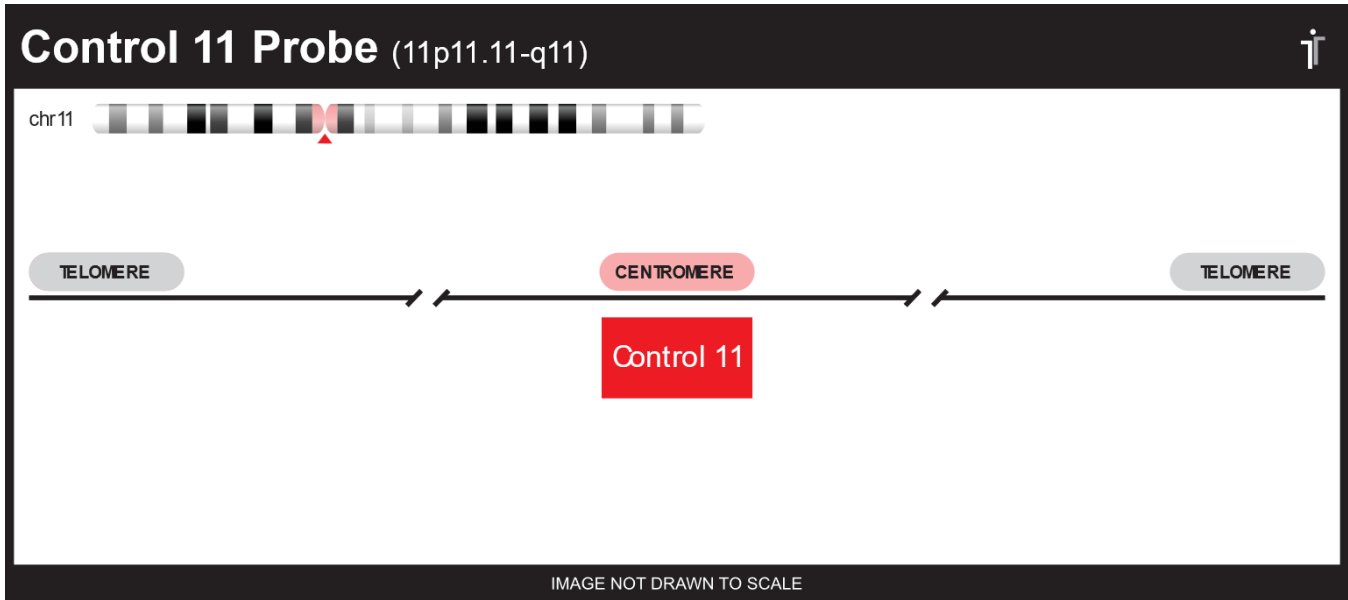 Control 11 Probe (11p11.11-q11)
chr11
TELOMERE CENTROMERE TELOMERE
Control 11
IMAGE NOT DRAWN TO SCALE